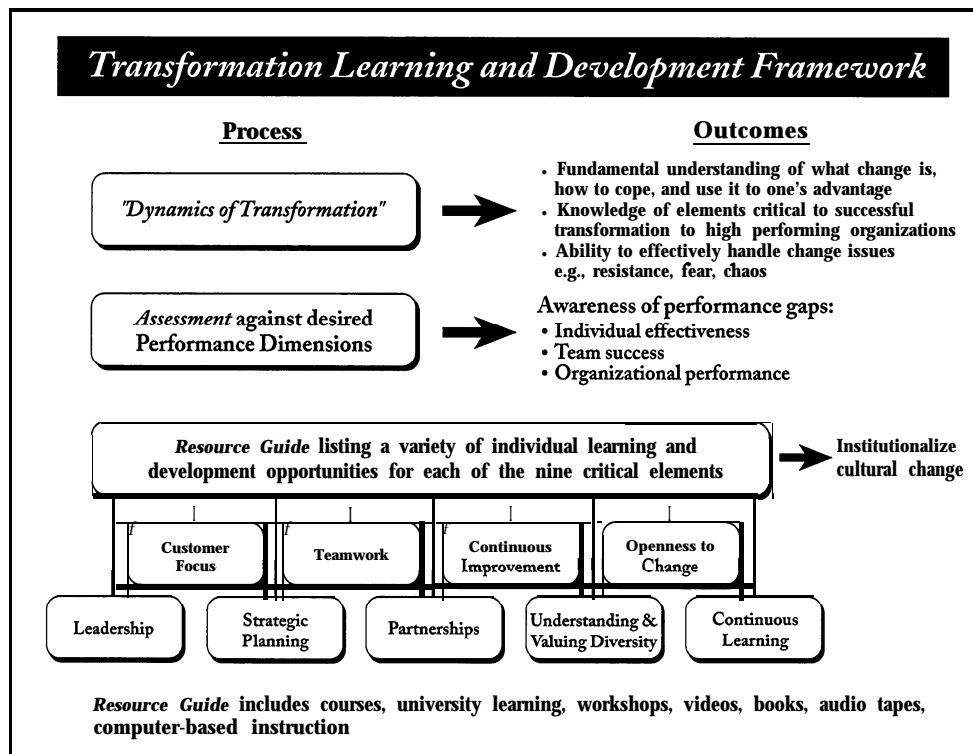 Transformation Learning and Development Framework
Process
Outcomes
"Dynamics of Transformation"
• Fundamental understanding of what change is,
how to cope, and use it to one's advantage
• Knowledge of elements critical to successful
transformation to high performing organizations
• Ability to effectively handle change issues
e.g., resistance, fear, chaos
Assessment against desired
Performance Dimensions
Awareness of performance gaps:
• Individual effectiveness
• Team success
• Organizational performance
Resource Guide listing a variety of individual learning and
development opportunities for each of the nine critical elements
Institutionalize
cultural change
Customer
Focus
Teamwork
Continuous
Improvement
Openness to
Change
Leadership
Strategic
Planning
Partnerships
Understanding &
Valuing Diversity
Continuous
Learning
Resource Guide includes courses, university learning, workshops, videos, books, audio tapes,
computer-based instruction